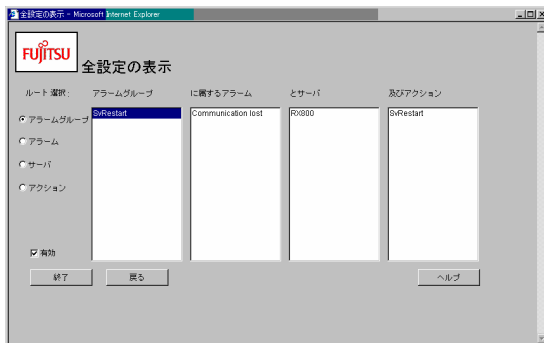 全設定の表示 - Microsoft Internet Explorer
FUJITSU
全設定の表示
ルート選択: アラームグループ に属するアラーム とサーバ 及びアクション
アラームグループ SvRestart Communication lost RX800 SvRestart
アラーム
サーバ
アクション
有効
終了 戻る ヘルプ